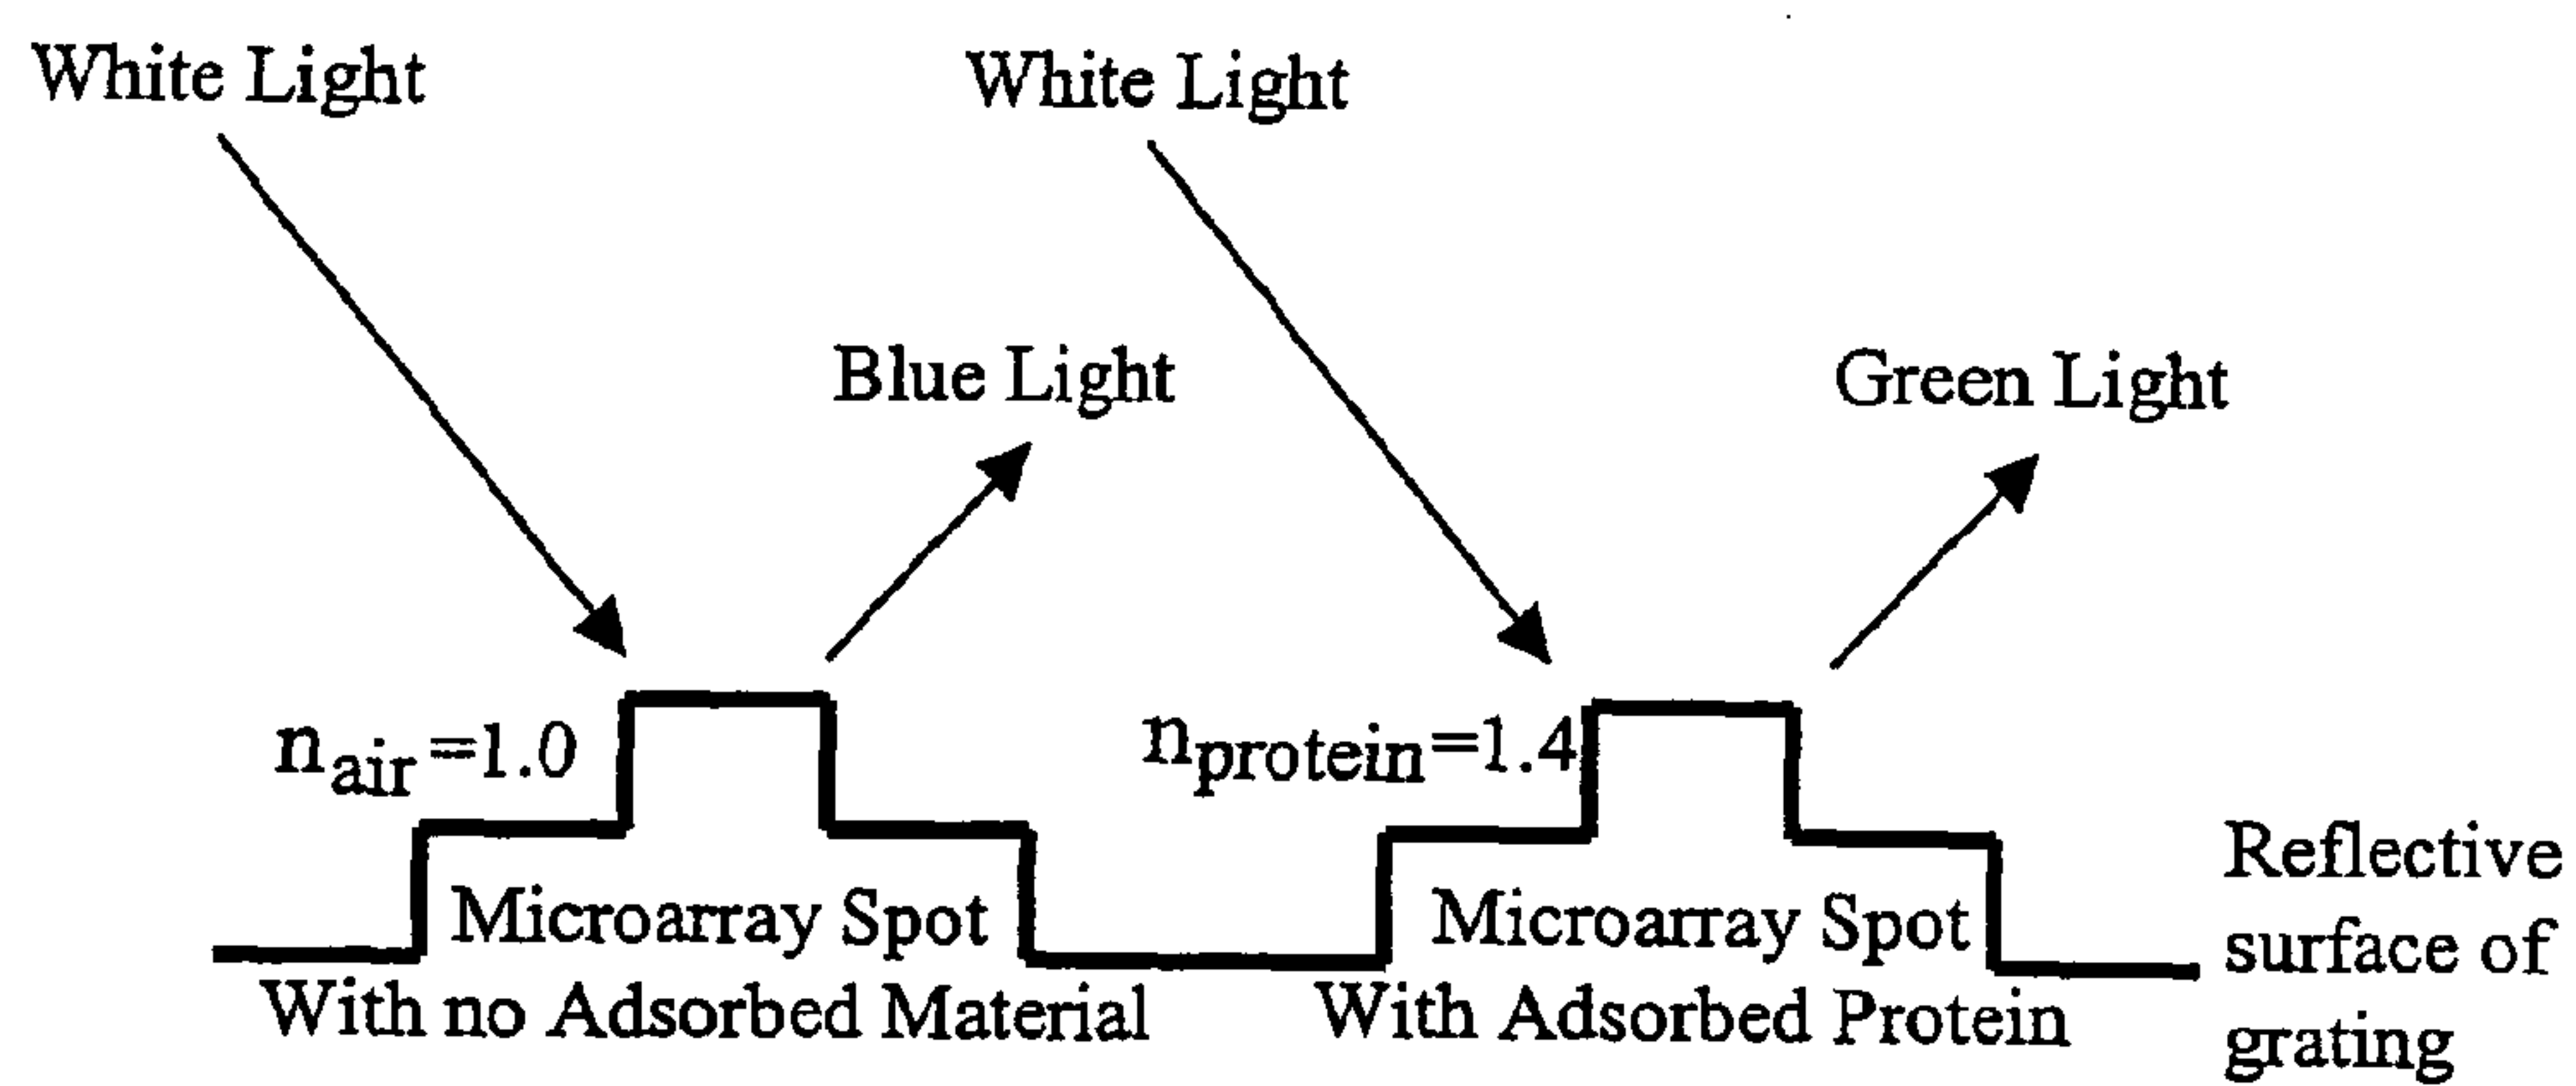 White Light
White Light
Blue Light
Green Light
nair=1.0
nprotein=1.4
Microarray Spot
With no Adsorbed Material
Microarray Spot
With Adsorbed Protein
Reflective
surface of
grating